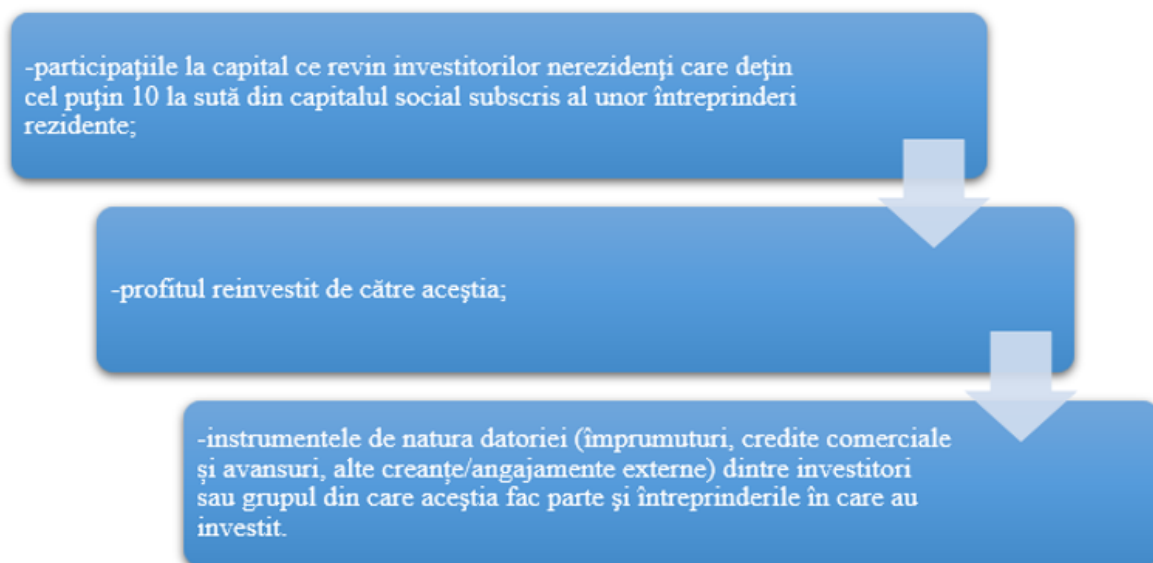 -participaţiile la capital ce revin investitorilor nerezidenţi care deţin
cel puţin 10 la sută din capitalul social subscris al unor întreprinderi
rezidente;
-profitul reinvestit de către aceştia;
-instrumentele de natura datoriei (împrumuturi, credite comerciale
și avansuri, alte creanțe/angajamente externe) dintre investitori
sau grupul din care aceştia fac parte şi întreprinderile în care au
investit.